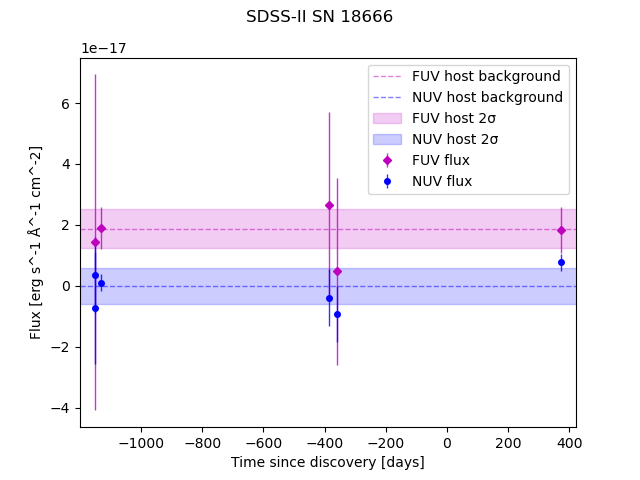 SDSS-II SN 18666
1e−17
FUV host background
NUV host background
FUV host 2σ
NUV host 2σ
FUV flux
NUV flux
6
4
2
0
−2
−4
Flux [erg s^-1 Å^-1 cm^-2]
−1000 −800 −600 −400 −200 0 200 400
Time since discovery [days]